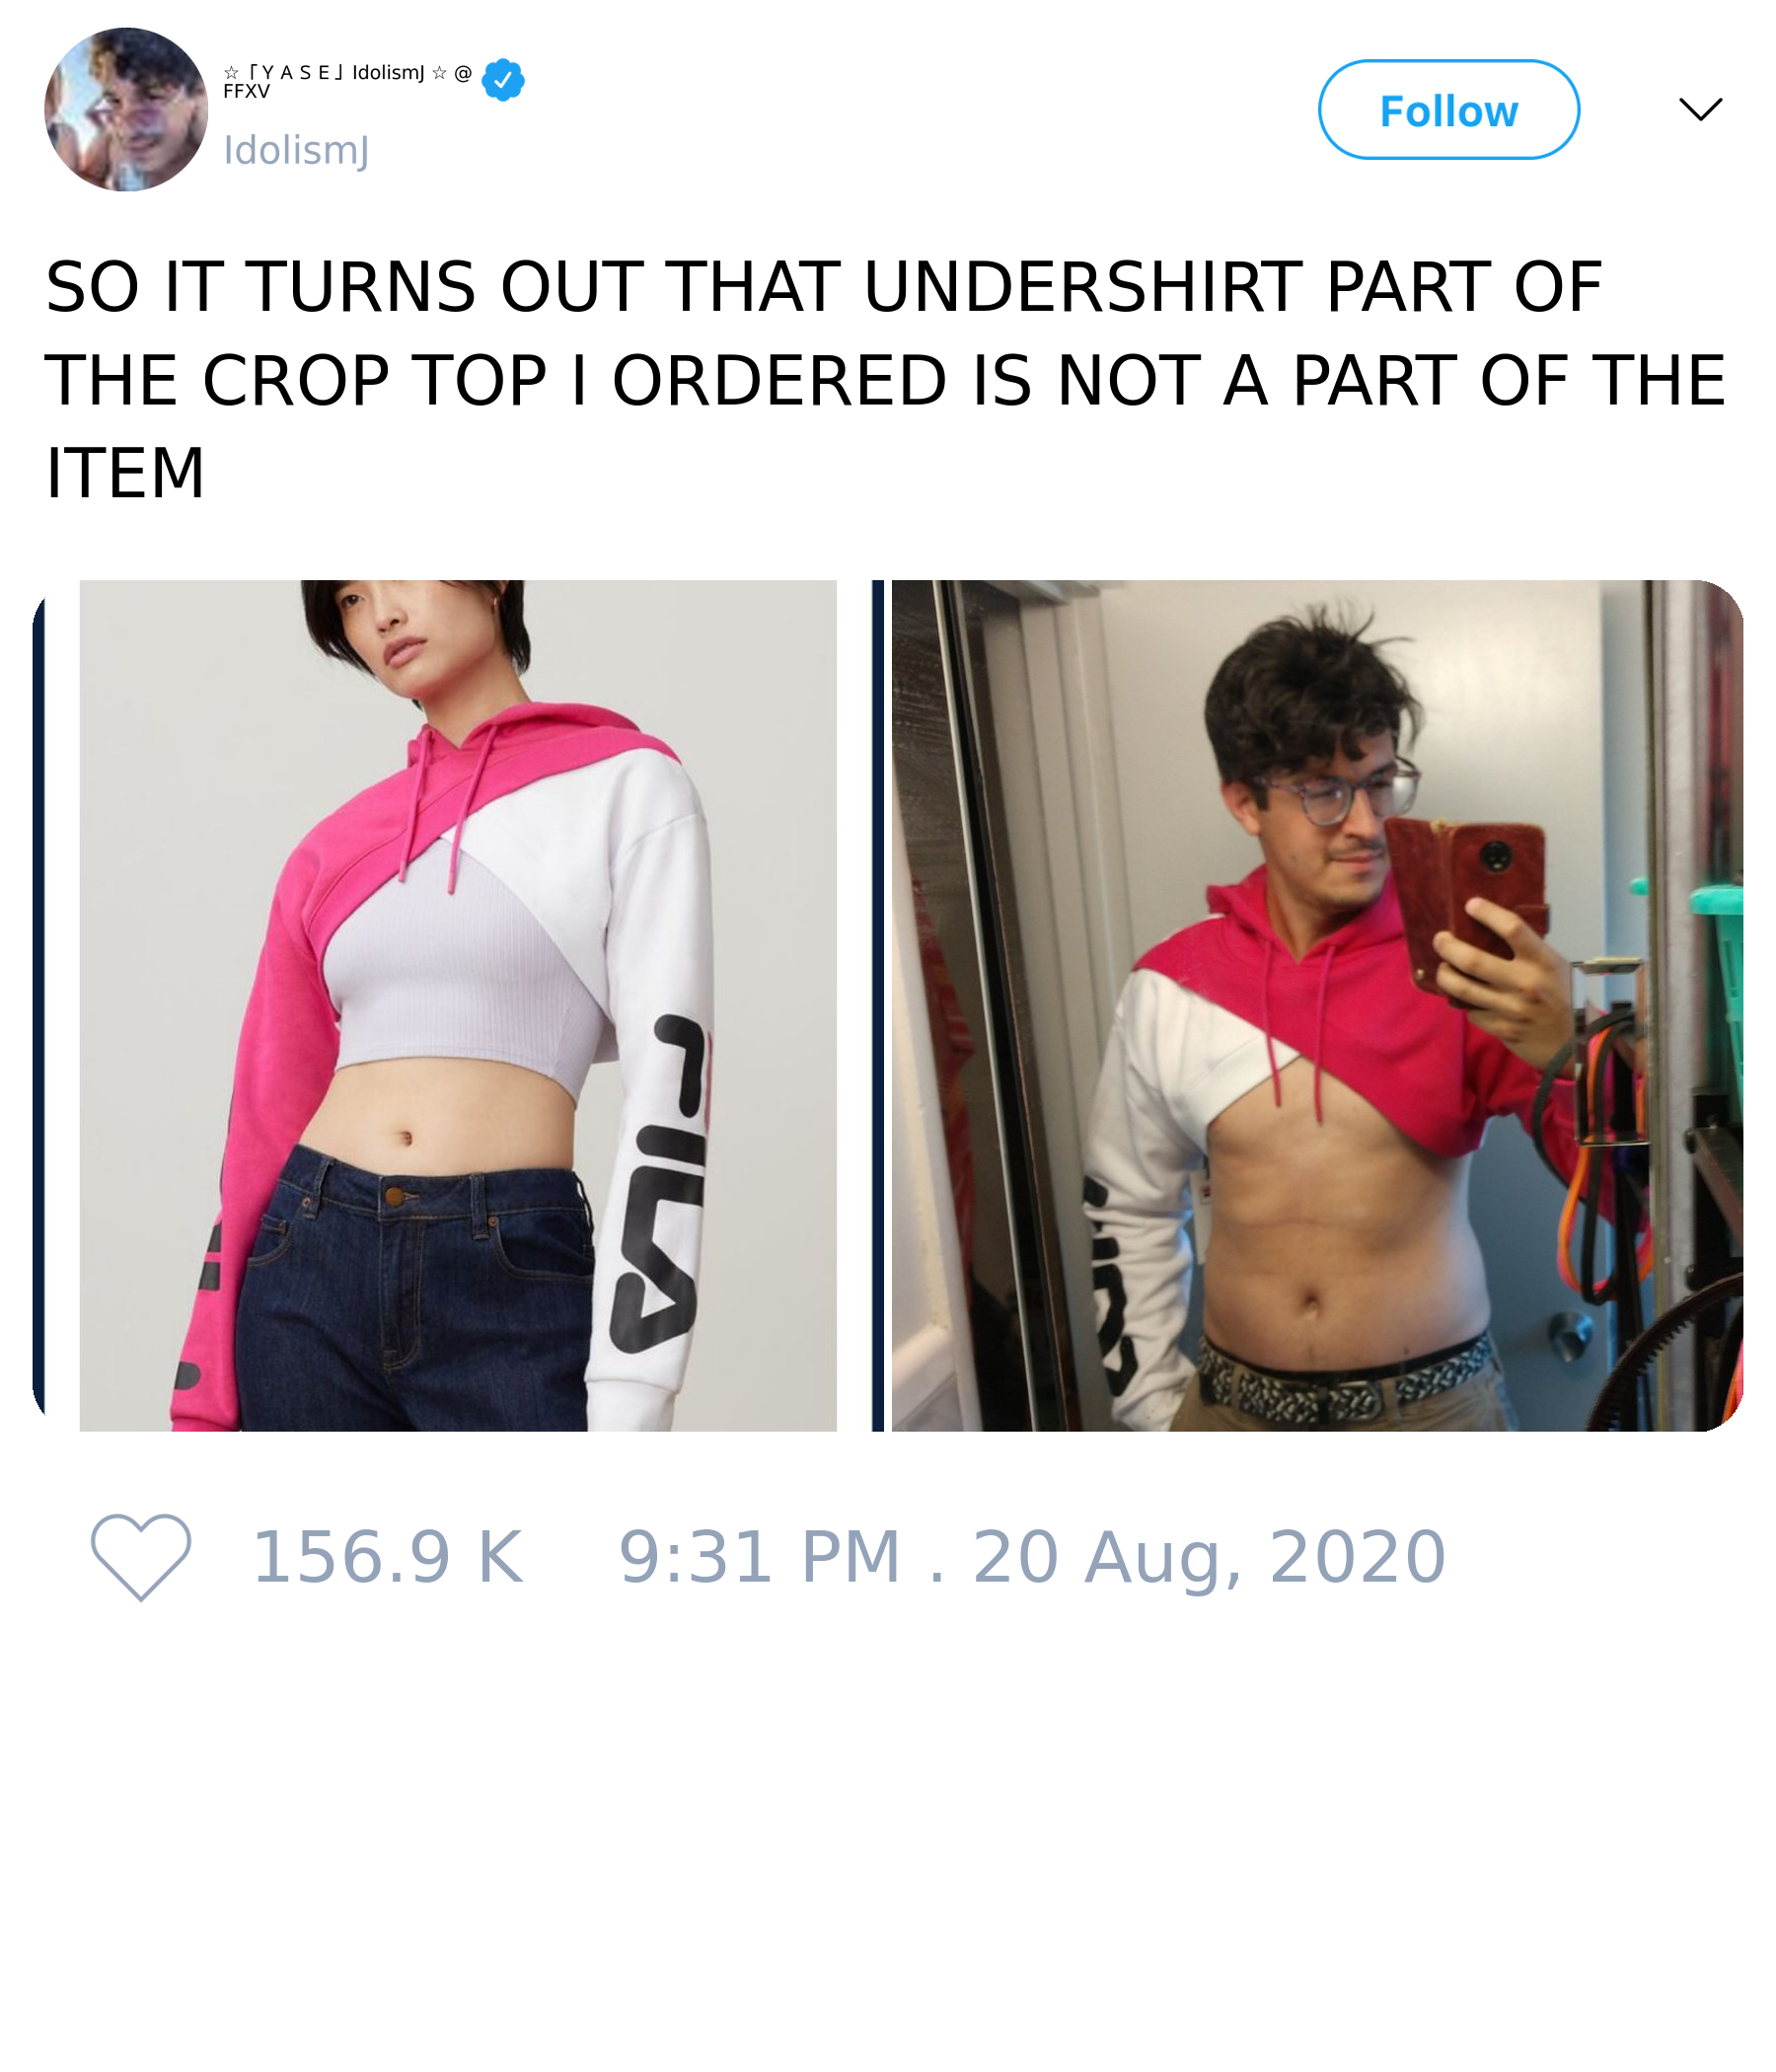 ☆「Y A S E」IdolismJ ☆ @
FFXV
IdolismJ
Follow
SO IT TURNS OUT THAT UNDERSHIRT PART OF
THE CROP TOP I ORDERED IS NOT A PART OF THE
ITEM
FILA
156.9 K 9:31 PM . 20 Aug, 2020